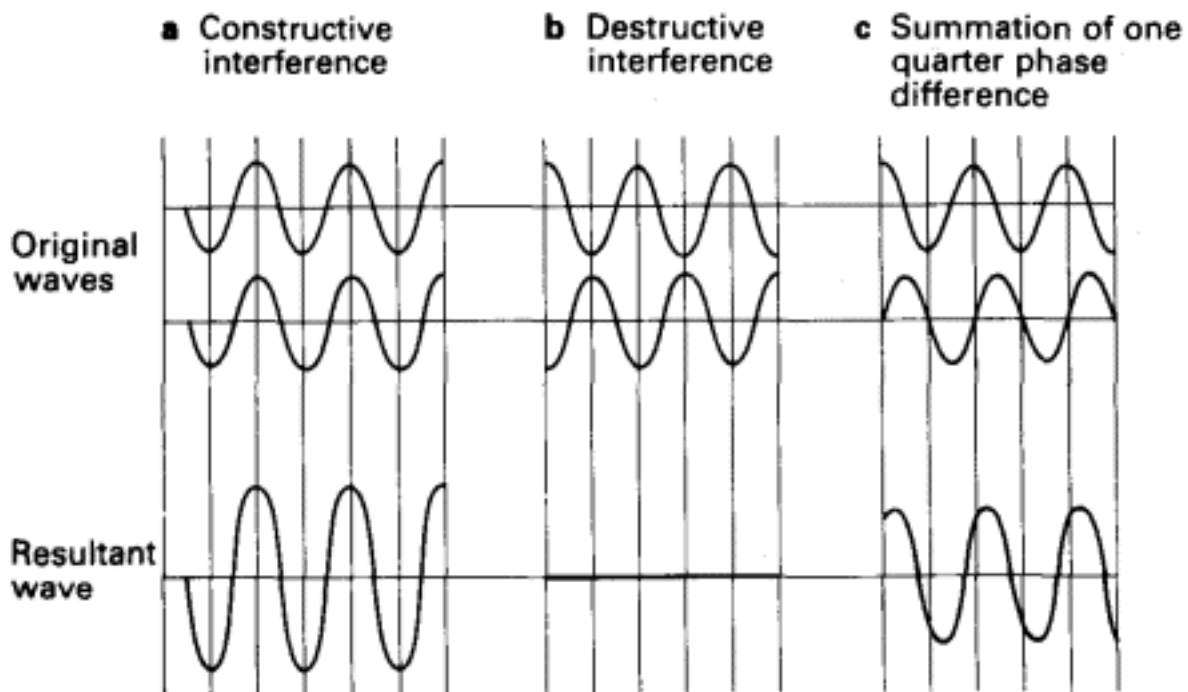 a Constructive
interference
b Destructive
interference
c Summation of one
quarter phase
difference
Original
waves
Resultant
wave